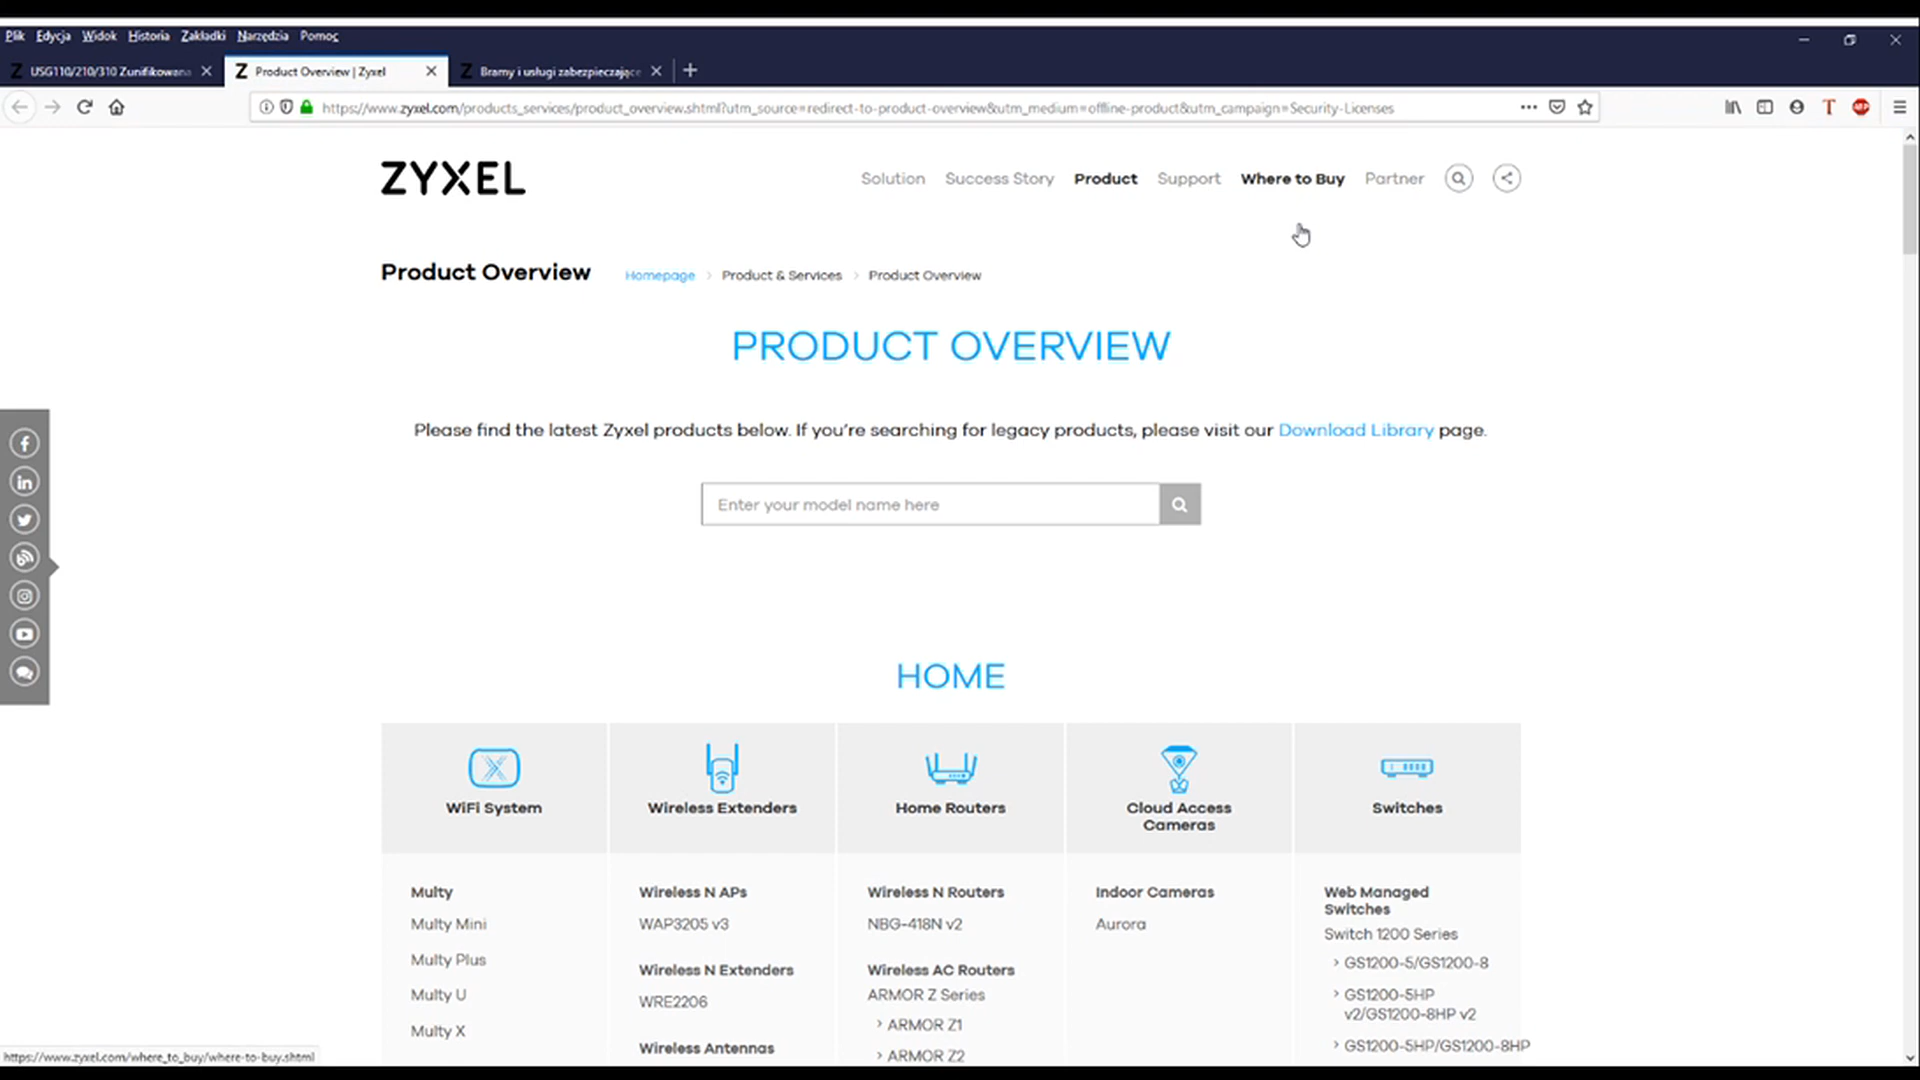 Plik Edycja Widok Historia Zakładki Narzędzia Pomoc
USG110/210/310 Zunifikowana
Product Overview | Zyxel
Bramy i usługi zabezpieczające
https://www.zyxel.com/products_services/product_overview.shtml?utm_source=redirect-to-product-overview&utm_medium=offline-product&utm_campaign=Security-Licenses
ZYXEL
Solution Success Story Product Support Where to Buy Partner
Product Overview
Homepage > Product & Services > Product Overview
PRODUCT OVERVIEW
Please find the latest Zyxel products below. If you're searching for legacy products, please visit our Download Library page.
Enter your model name here
HOME
WiFi System
Wireless Extenders
Home Routers
Cloud Access
Cameras
Switches
Multy
Multy Mini
Multy Plus
Multy U
Multy X
Wireless N APs
WAP3205 v3
Wireless N Extenders
WRE2206
Wireless Antennas
Wireless N Routers
NBG-418N v2
Wireless AC Routers
ARMOR Z Series
> ARMOR Z1
> ARMOR Z2
Indoor Cameras
Aurora
Web Managed
Switches
Switch 1200 Series
> GS1200-5/GS1200-8
> GS1200-5HP
v2/GS1200-8HP v2
> GS1200-5HP/GS1200-8HP
https://www.zyxel.com/where_to_buy/where-to-buy.shtml